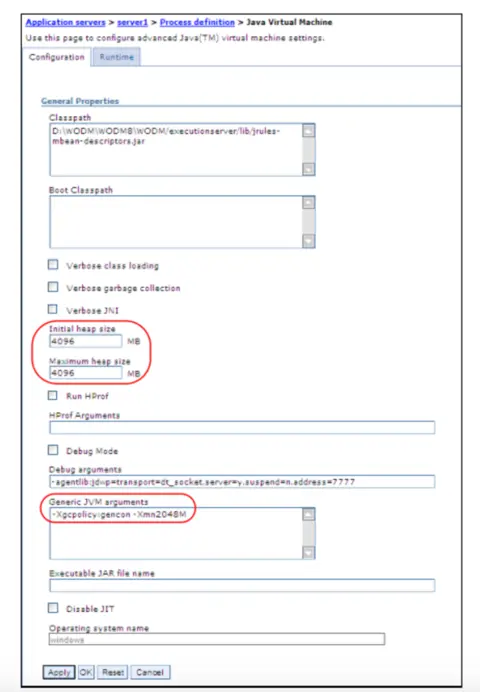 Application servers > server1 > Process definition > Java Virtual Machine
Use this page to configure advanced Java(TM) virtual machine settings.
Configuration Runtime
General Properties
Classpath
D:\WODM\WODM8\WODM/executionserver/lib/jrules-
mbean-descriptors.jar
Boot Classpath
Verbose class loading
Verbose garbage collection
Verbose JNI
Initial heap size
4096 MB
Maximum heap size
4096 MB
Run HProf
HProf Arguments
Debug Mode
Debug arguments
-agentlib:jdwp=transport=dt_socket,server=y,suspend=n,address=7777
Generic JVM arguments
-Xgcpolicy:gencon -Xmn2048M
Executable JAR file name
Disable JIT
Operating system name
windows
Apply OK Reset Cancel